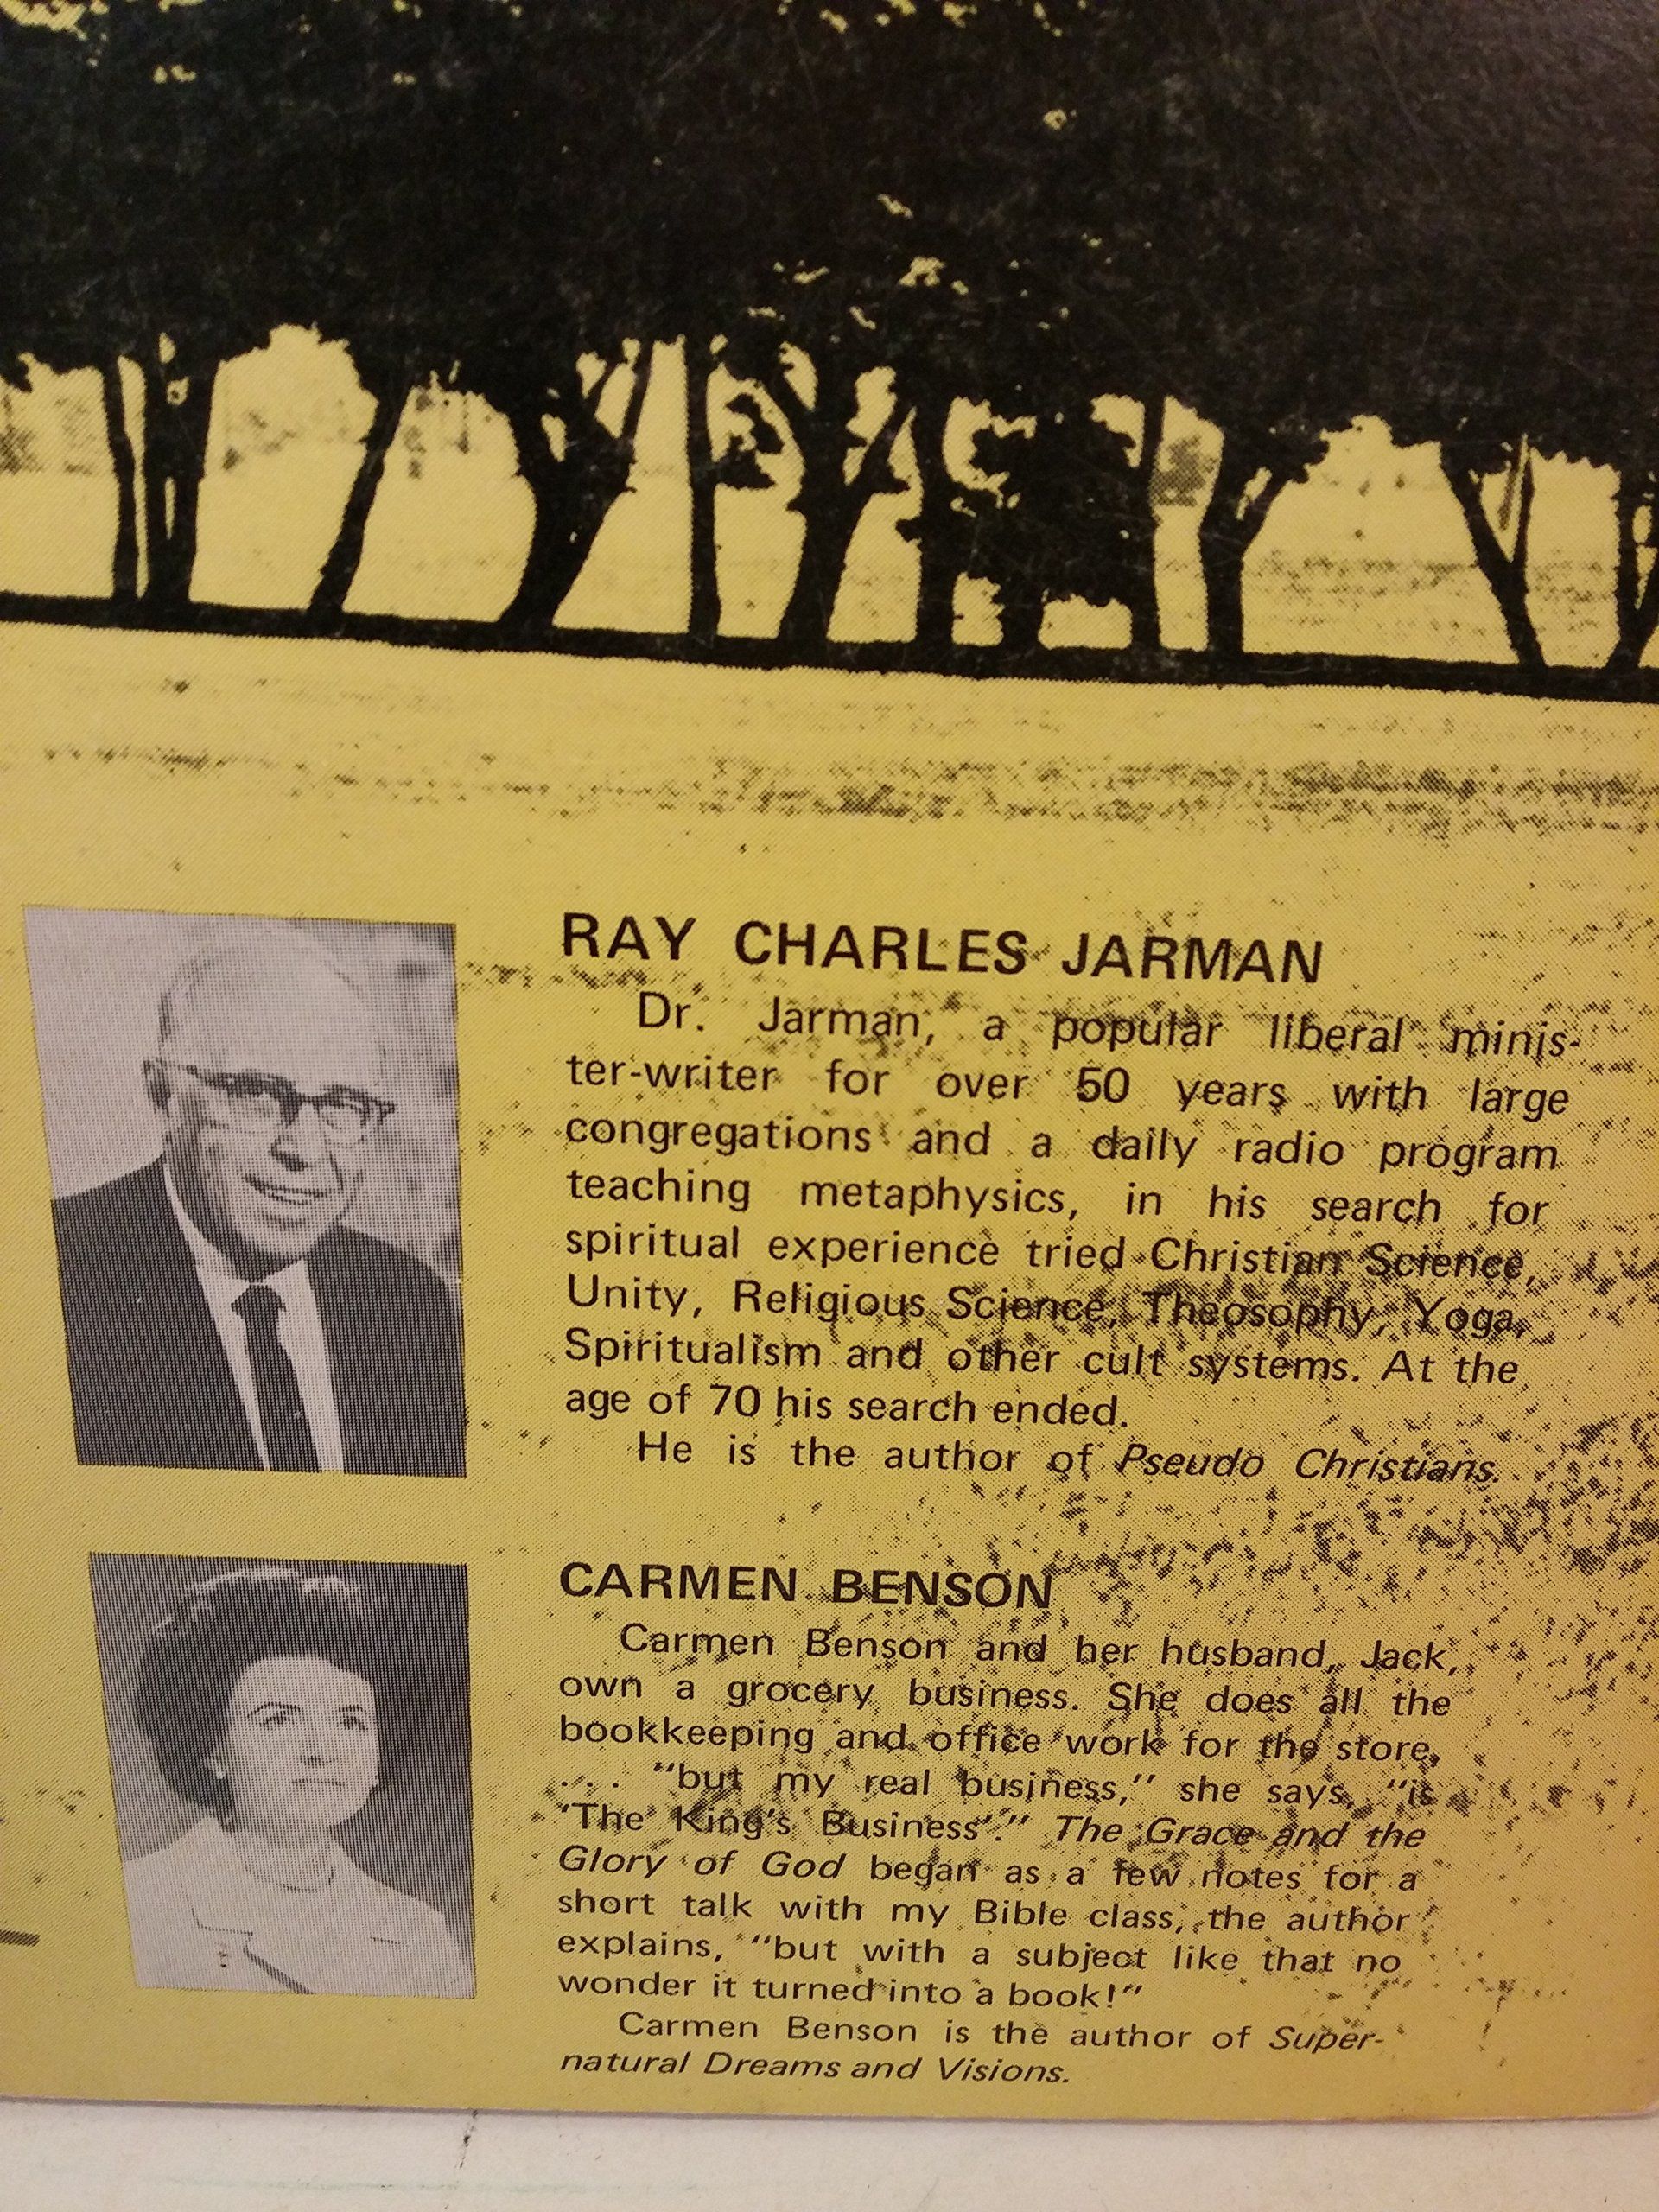 RAY CHARLES JARMAN
Dr. Jarman, a popular liberal minis-
ter-writer for over 50 years with large
congregations and a daily radio program
teaching metaphysics, in his search for
spiritual experience tried Christian Science,
Unity, Religious Science, Theosophy, Yoga,
Spiritualism and other cult systems. At the
age of 70 his search ended.
He is the author of Pseudo Christians.
CARMEN BENSON
Carmen Benson and her husband, Jack,
own a grocery business. She does all the
bookkeeping and office work for the store,
. . . "but my real business," she says, "is
'The King's Business'." The Grace and the
Glory of God began as a few notes for a
short talk with my Bible class, the author
explains, "but with a subject like that no
wonder it turned into a book!"
Carmen Benson is the author of Super-
natural Dreams and Visions.